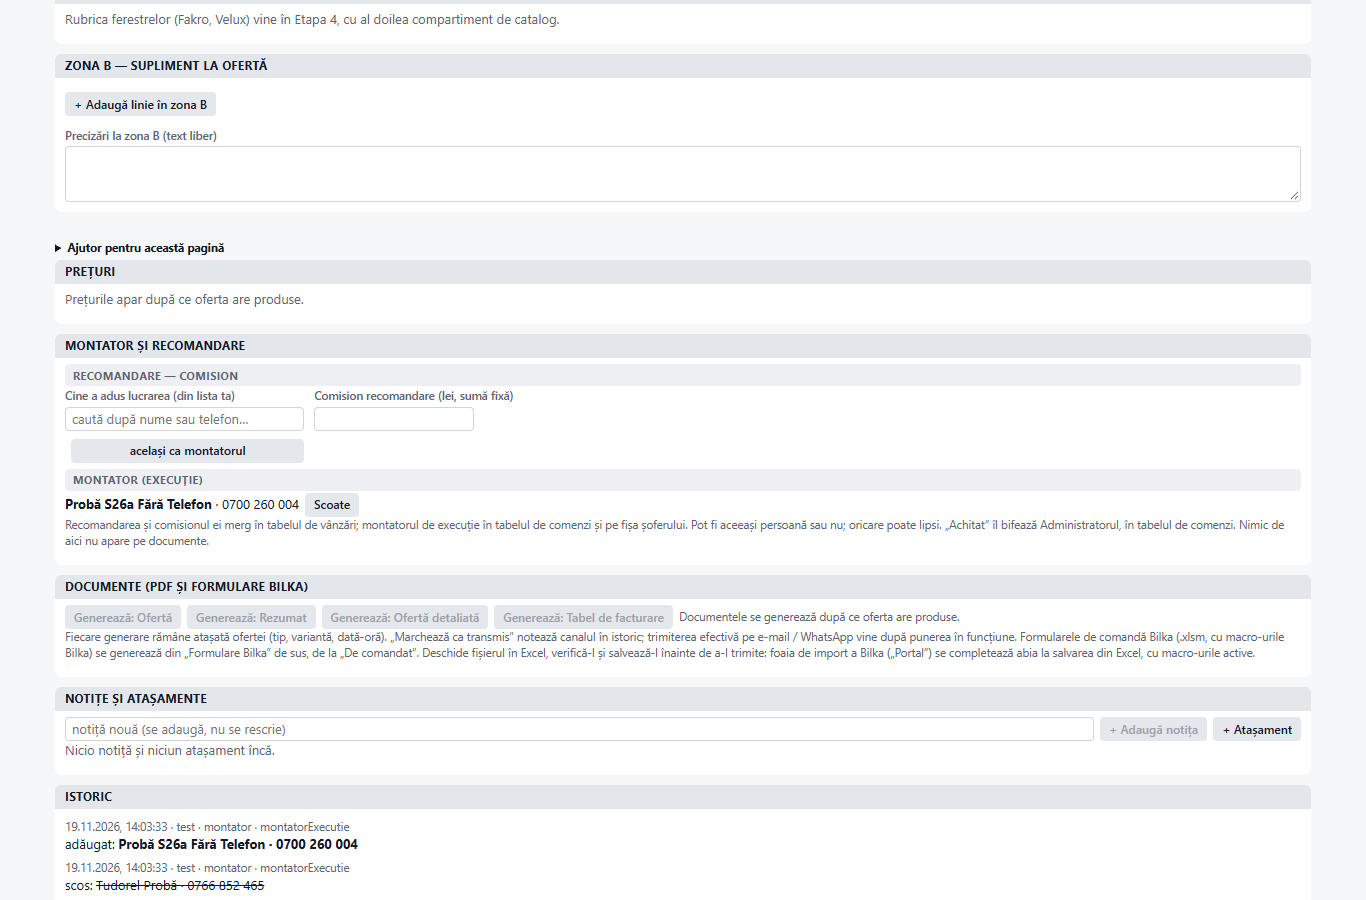 Rubrica ferestrelor (Fakro, Velux) vine în Etapa 4, cu al doilea compartiment de catalog.
ZONA B — SUPLIMENT LA OFERTĂ
+ Adaugă linie în zona B
Precizări la zona B (text liber)
Ajutor pentru această pagină
PREȚURI
Prețurile apar după ce oferta are produse.
MONTATOR ȘI RECOMANDARE
RECOMANDARE — COMISION
Cine a adus lucrarea (din lista ta) Comision recomandare (lei, sumă fixă)
caută după nume sau telefon...
același ca montatorul
MONTATOR (EXECUȚIE)
Probă S26a Fără Telefon · 0700 260 004 Scoate
Recomandarea și comisionul ei merg în tabelul de vânzări; montatorul de execuție în tabelul de comenzi și pe fișa șoferului. Pot fi aceeași persoană sau nu; oricare poate lipsi. „Achitat” îl bifează Administratorul, în tabelul de comenzi. Nimic de
aici nu apare pe documente.
DOCUMENTE (PDF ȘI FORMULARE BILKA)
Generează: Ofertă Generează: Rezumat Generează: Ofertă detaliată Generează: Tabel de facturare Documentele se generează după ce oferta are produse.
Fiecare generare rămâne atașată ofertei (tip, variantă, dată-oră). „Marchează ca transmis” notează canalul în istoric; trimiterea efectivă pe e-mail / WhatsApp vine după punerea în funcțiune. Formularele de comandă Bilka (.xlsm, cu macro-urile
Bilka) se generează din „Formulare Bilka” de sus, de la „De comandat”. Deschide fișierul în Excel, verifică-l și salvează-l înainte de a-l trimite: foaia de import a Bilka („Portal”) se completează abia la salvarea din Excel, cu macro-urile active.
NOTIȚE ȘI ATAȘAMENTE
notiță nouă (se adaugă, nu se rescrie) + Adaugă notița + Atașament
Nicio notiță și niciun atașament încă.
ISTORIC
19.11.2026, 14:03:33 · test · montator · montatorExecutie
adăugat: Probă S26a Fără Telefon · 0700 260 004
19.11.2026, 14:03:33 · test · montator · montatorExecutie
scos: Tudorel Probă · 0766 852 465